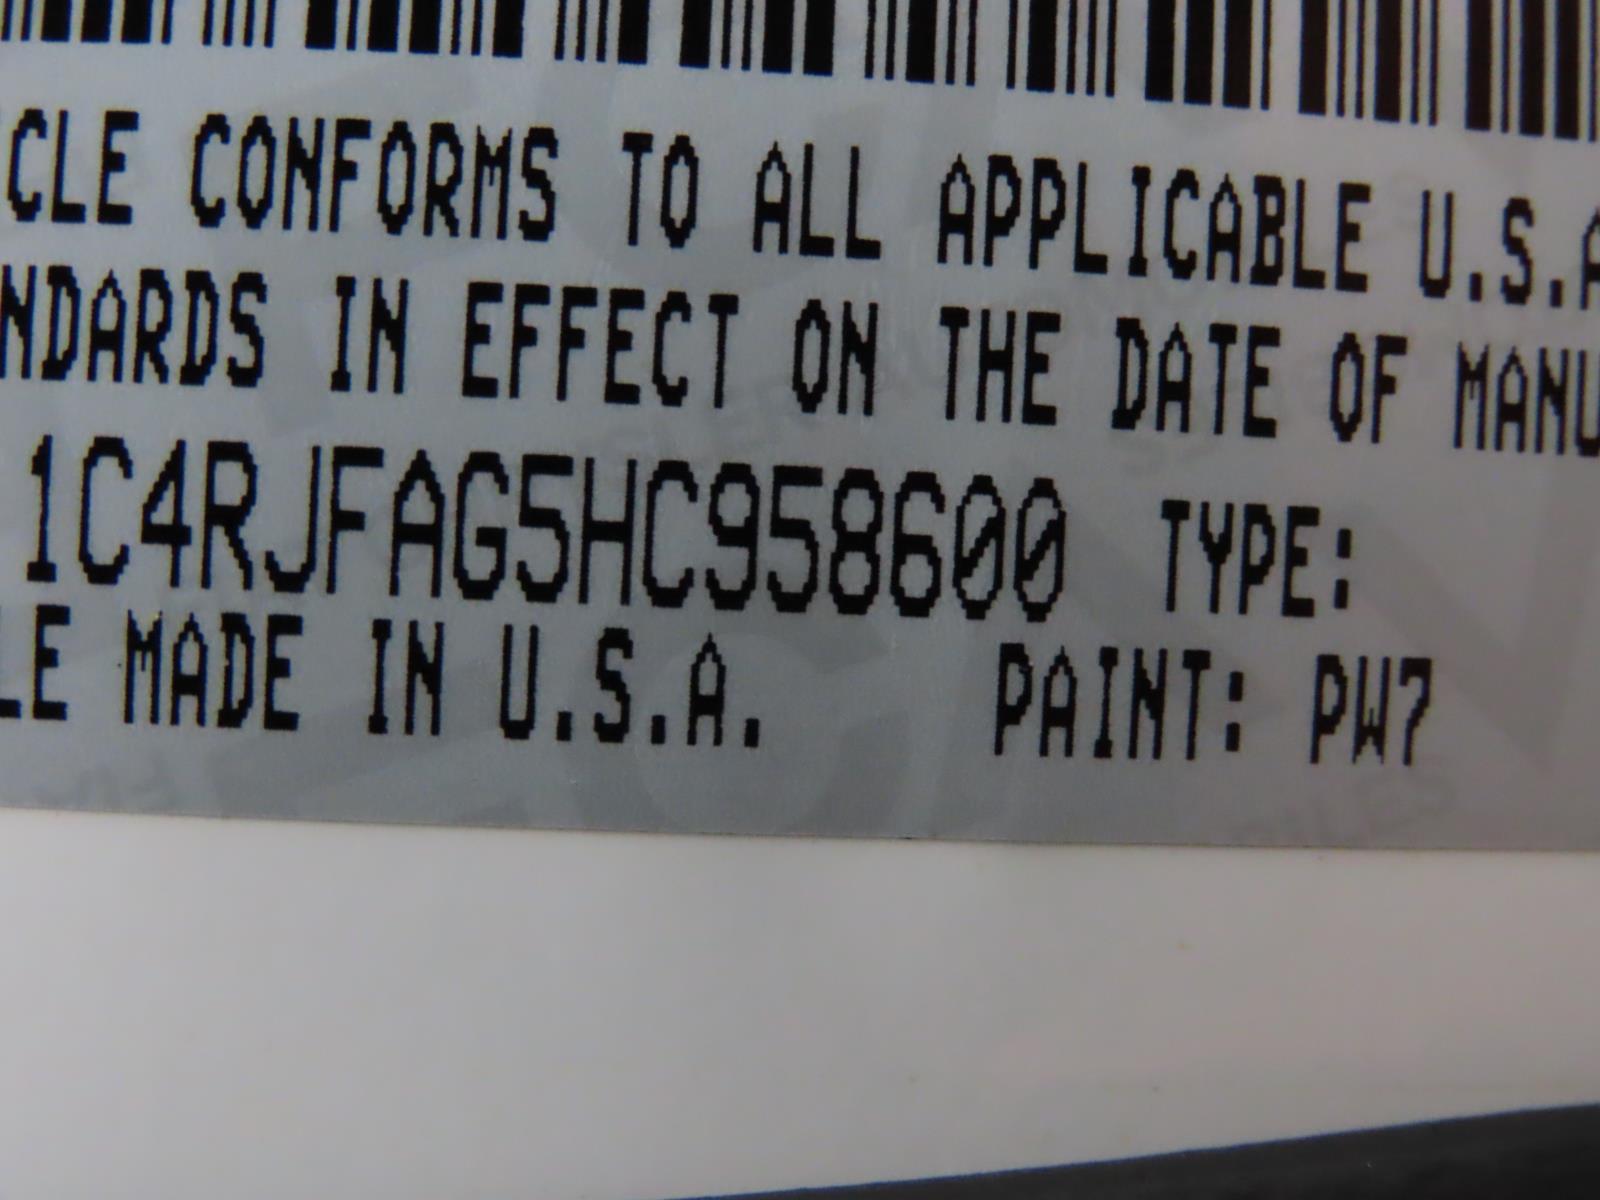 CLE CONFORMS TO ALL APPLICABLE U.S.A
NDARDS IN EFFECT ON THE DATE OF MANU
1C4RJFAG5HC958600 TYPE:
LE MADE IN U.S.A. PAINT: PW7